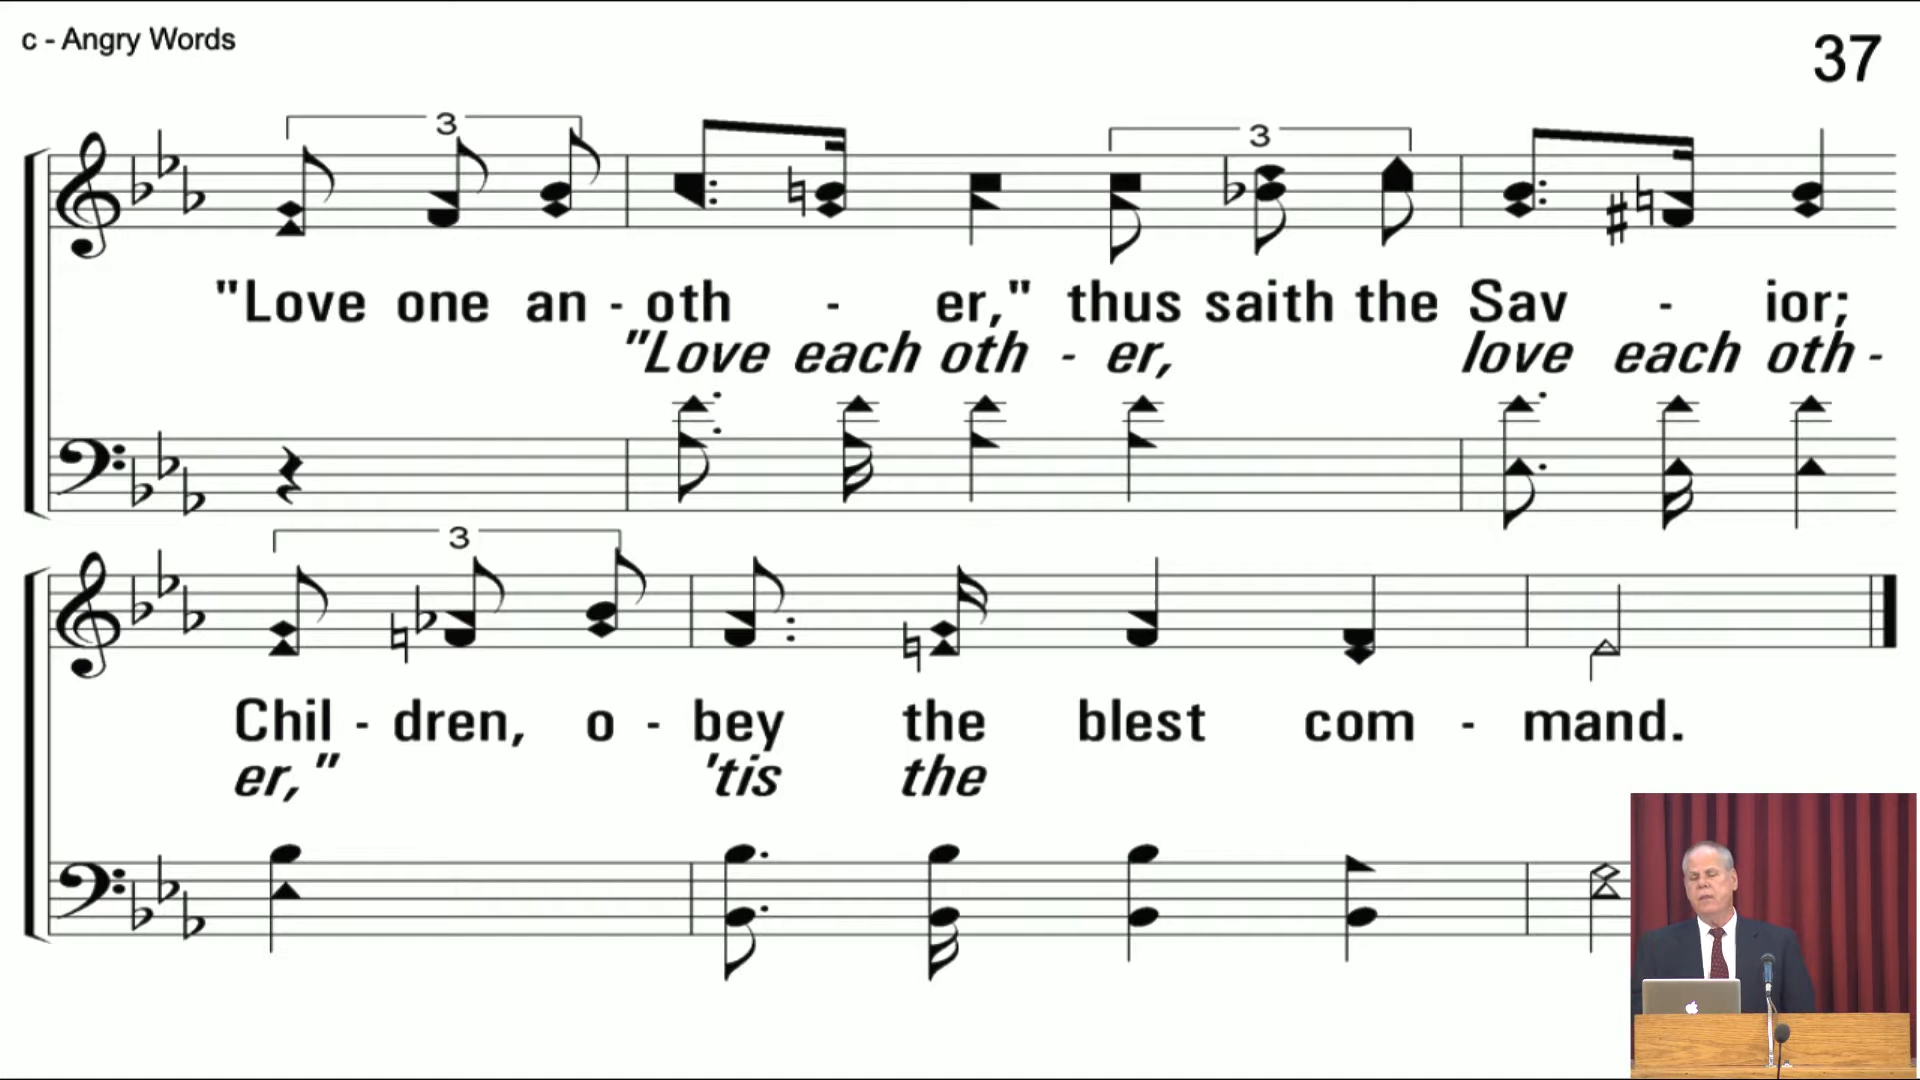 c - Angry Words
37
3
3
"Love one an - oth - er," thus saith the Sav - ior;
"Love each oth - er, love each oth -
3
Chil - dren, o - bey the blest com - mand.
er," 'tis the